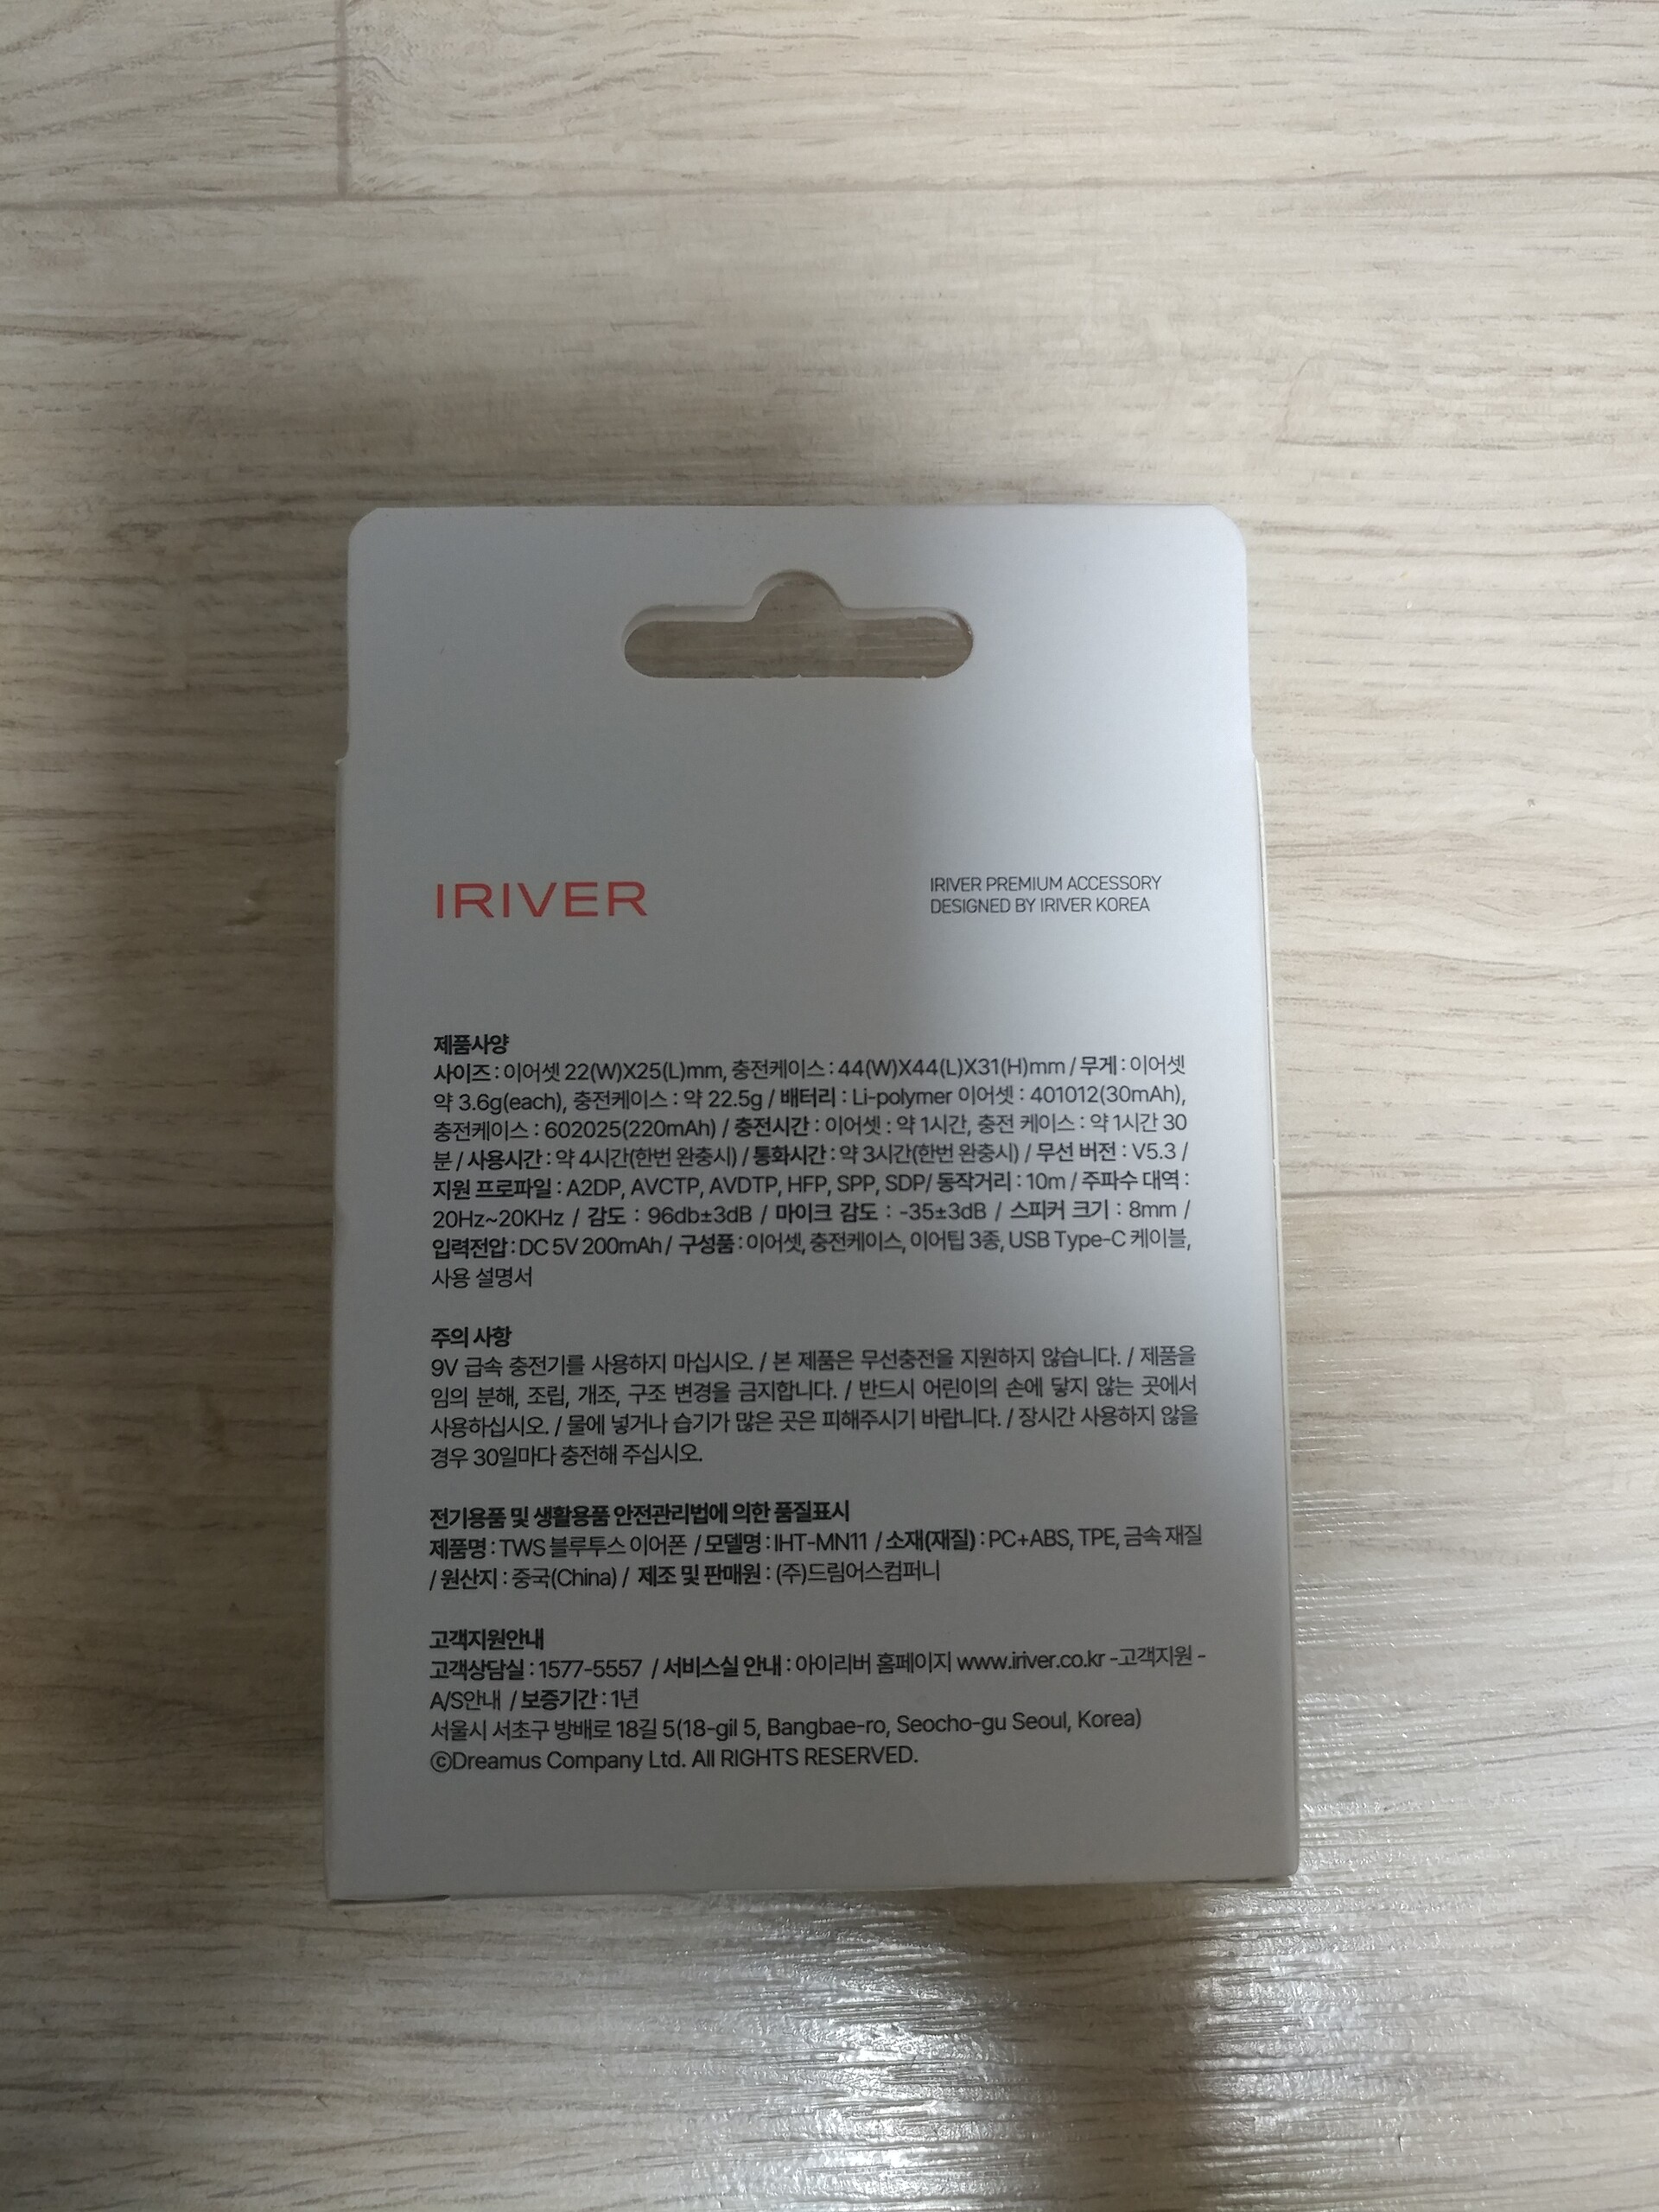 IRIVER
IRIVER PREMIUM ACCESSORY
DESIGNED BY IRIVER KOREA
제품사양
사이즈 : 이어셋 22(W)X25(L)mm, 충전케이스 : 44(W)X44(L)X31(H)mm / 무게 : 이어셋
약 3.6g(each), 충전케이스 : 약 22.5g / 배터리 : Li-polymer 이어셋 : 401012(30mAh),
충전케이스 : 602025(220mAh) / 충전시간 : 이어셋 : 약 1시간, 충전 케이스 : 약 1시간 30
분 / 사용시간 : 약 4시간(한번 완충시) / 통화시간 : 약 3시간(한번 완충시) / 무선 버전 : V5.3 /
지원 프로파일 : A2DP, AVCTP, AVDTP, HFP, SPP, SDP/ 동작거리 : 10m / 주파수 대역 :
20Hz~20KHz / 감도 : 96db±3dB / 마이크 감도 : -35±3dB / 스피커 크기 : 8mm /
입력전압 : DC 5V 200mAh / 구성품 : 이어셋, 충전케이스, 이어팁 3종, USB Type-C 케이블,
사용 설명서
주의 사항
9V 급속 충전기를 사용하지 마십시오. / 본 제품은 무선충전을 지원하지 않습니다. / 제품을
임의 분해, 조립, 개조, 구조 변경을 금지합니다. / 반드시 어린이의 손에 닿지 않는 곳에서
사용하십시오. / 물에 넣거나 습기가 많은 곳은 피해주시기 바랍니다. / 장시간 사용하지 않을
경우 30일마다 충전해 주십시오.
전기용품 및 생활용품 안전관리법에 의한 품질표시
제품명 : TWS 블루투스 이어폰 / 모델명 : IHT-MN11 / 소재(재질) : PC+ABS, TPE, 금속 재질
/ 원산지 : 중국(China) / 제조 및 판매원 : (주)드림어스컴퍼니
고객지원안내
고객상담실 : 1577-5557 / 서비스실 안내 : 아이리버 홈페이지 www.iriver.co.kr -고객지원 -
A/S안내 / 보증기간 : 1년
서울시 서초구 방배로 18길 5(18-gil 5, Bangbae-ro, Seocho-gu Seoul, Korea)
©Dreamus Company Ltd. All RIGHTS RESERVED.